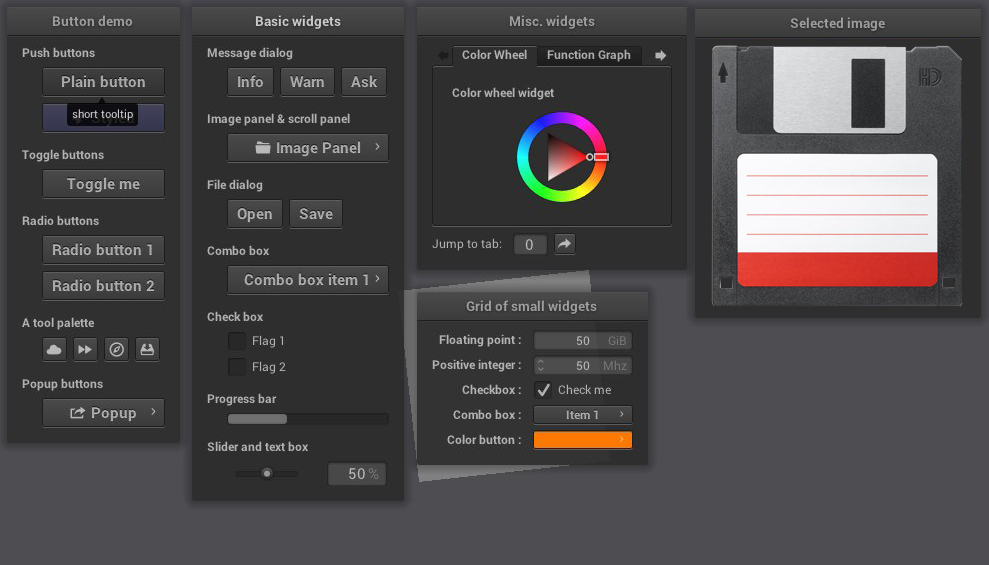 Button demo
Push buttons
Plain button
short tooltip
Toggle buttons
Toggle me
Radio buttons
Radio button 1
Radio button 2
A tool palette
Popup buttons
Popup
Basic widgets
Message dialog
Info Warn Ask
Image panel & scroll panel
Image Panel
File dialog
Open Save
Combo box
Combo box item 1
Check box
Flag 1
Flag 2
Progress bar
Slider and text box
50 %
Misc. widgets
Color Wheel Function Graph
Color wheel widget
Jump to tab: 0
Grid of small widgets
Floating point : 50 GiB
Positive integer : 50 Mhz
Checkbox : Check me
Combo box : Item 1
Color button :
Selected image
HD